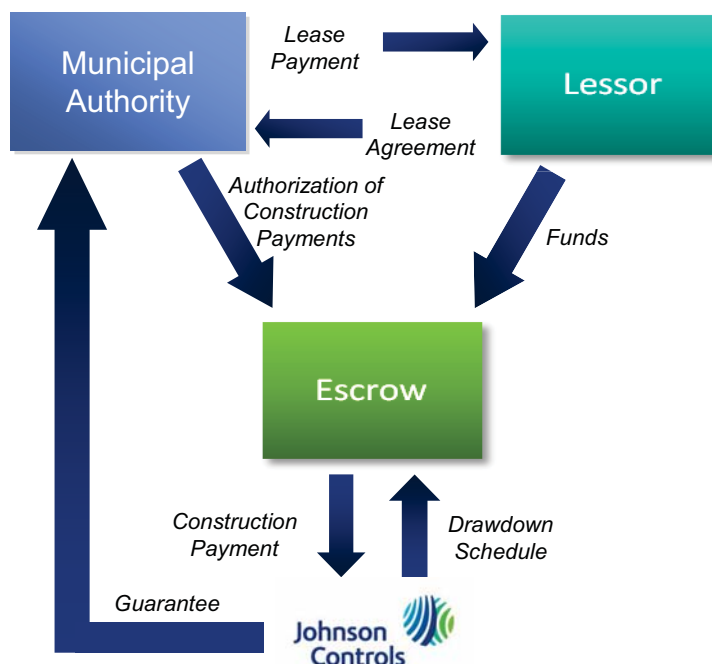 Municipal
Authority
Lease
Payment
Lessor
Lease
Agreement
Authorization of
Construction
Payments
Funds
Escrow
Construction
Payment
Drawdown
Schedule
Guarantee
Johnson
Controls